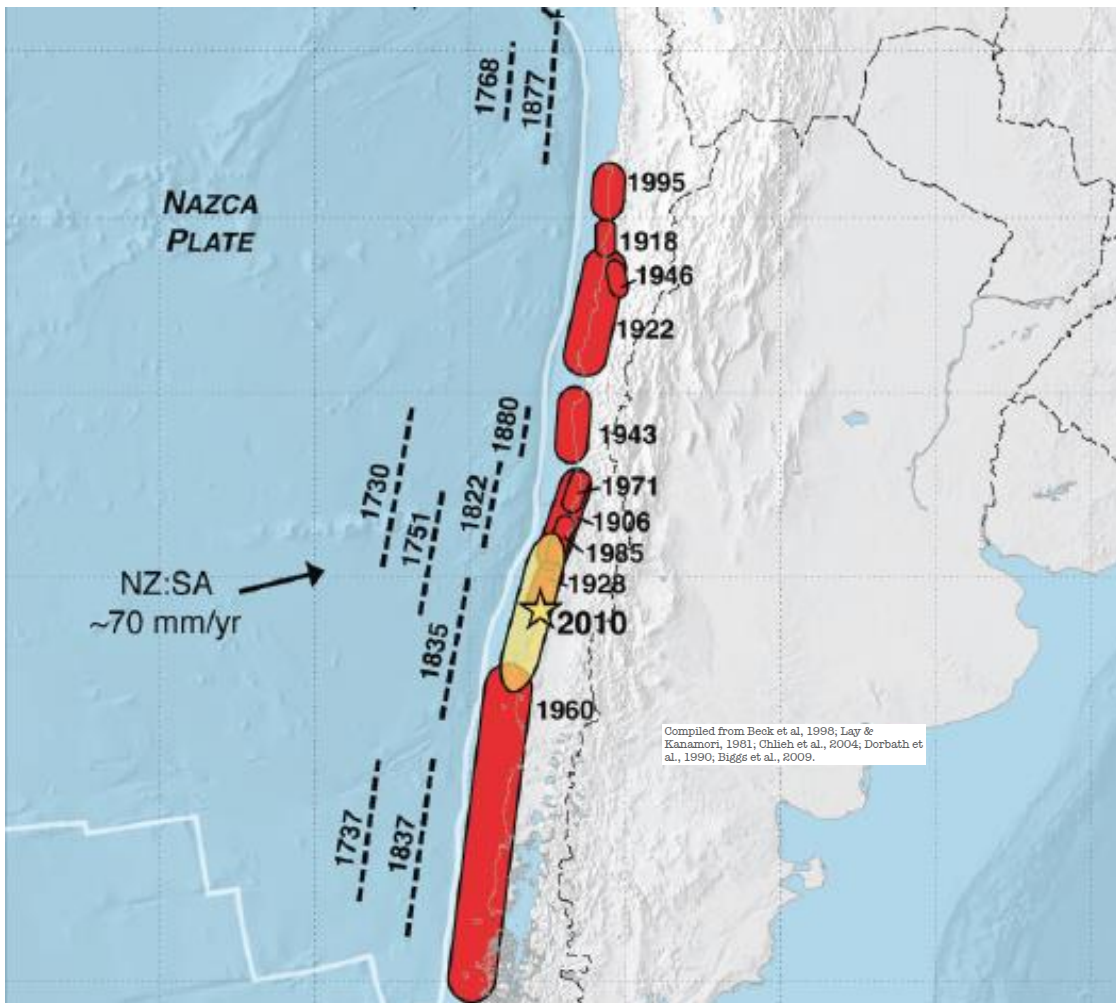 1768
1877
NAZCA
PLATE
1995
1918
1946
1922
1880
1943
1730
1822
1751
1971
1906
1985
1928
NZ:SA
~70 mm/yr
2010
1835
1960
Compiled from Beck et al, 1998; Lay &
Kanamori, 1981; Chlieh et al., 2004; Dorbath et
al., 1990; Biggs et al., 2009.
1737
1837